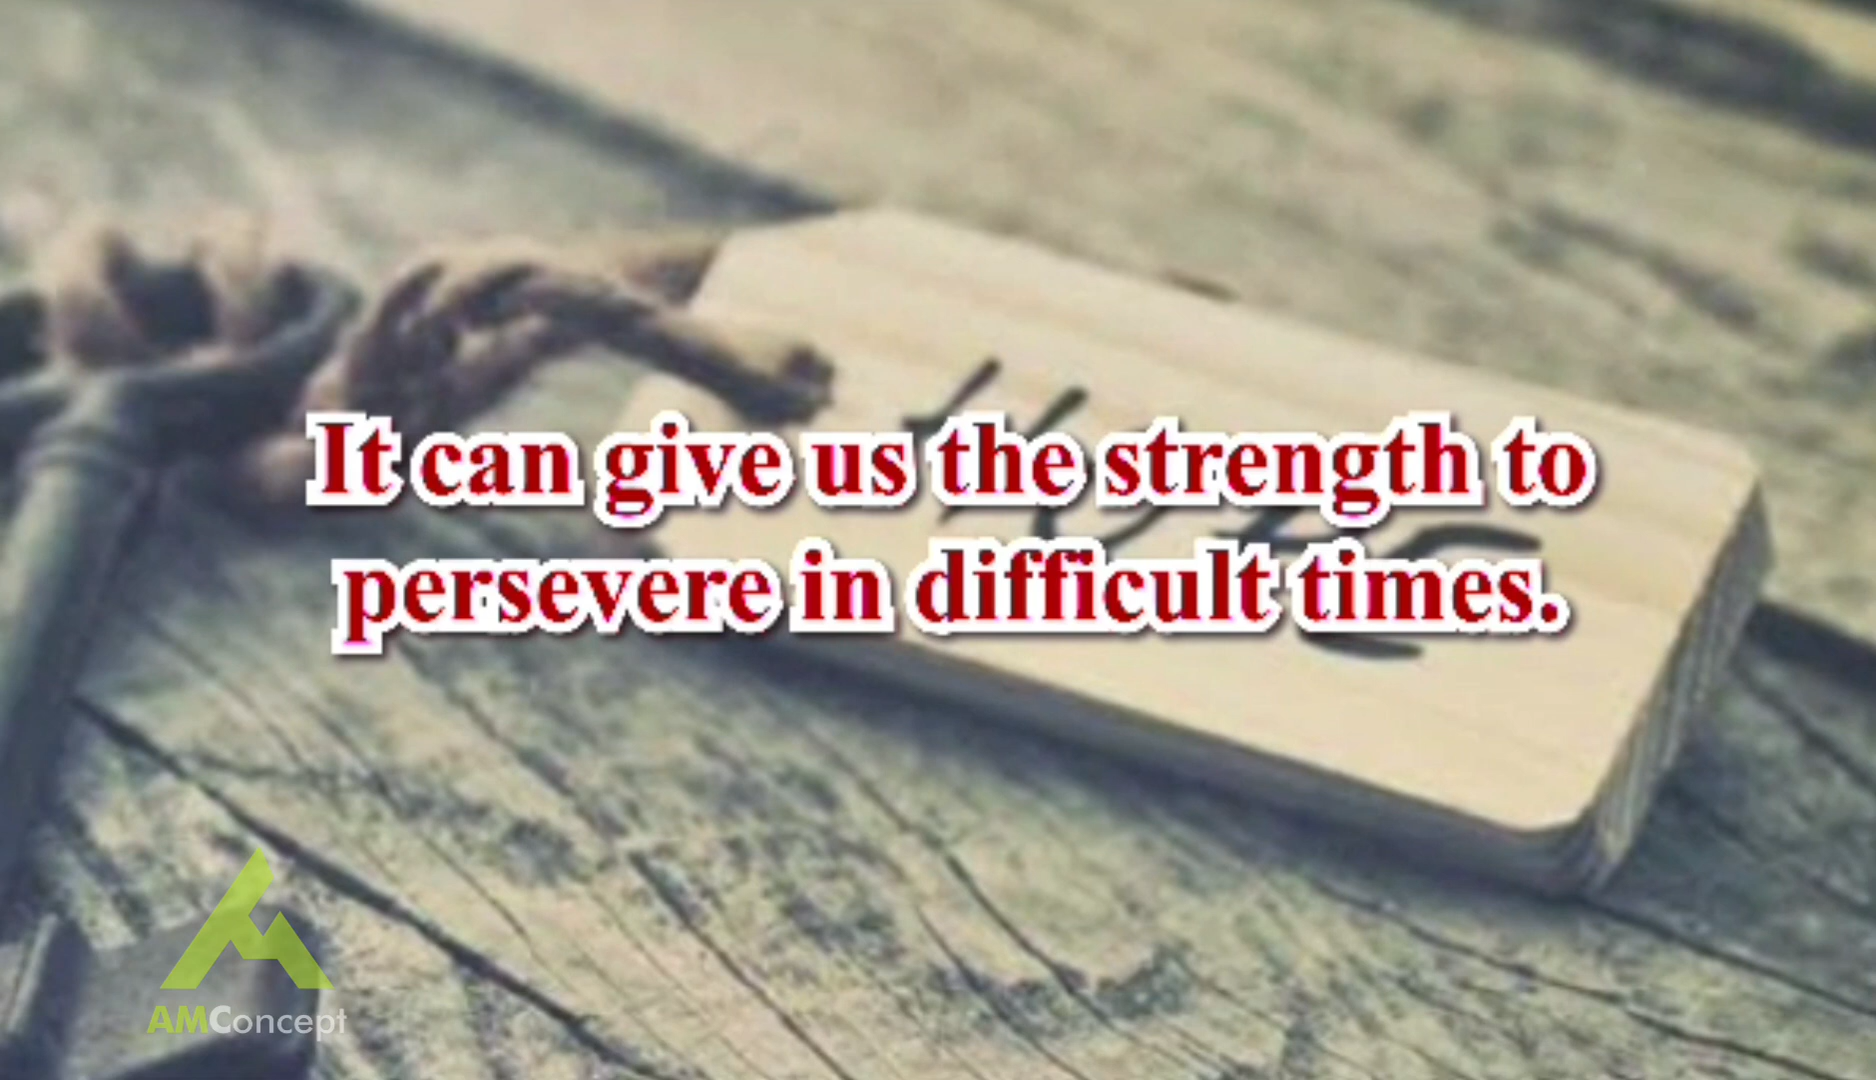 It can give us the strength to
persevere in difficult times.
AMConcept